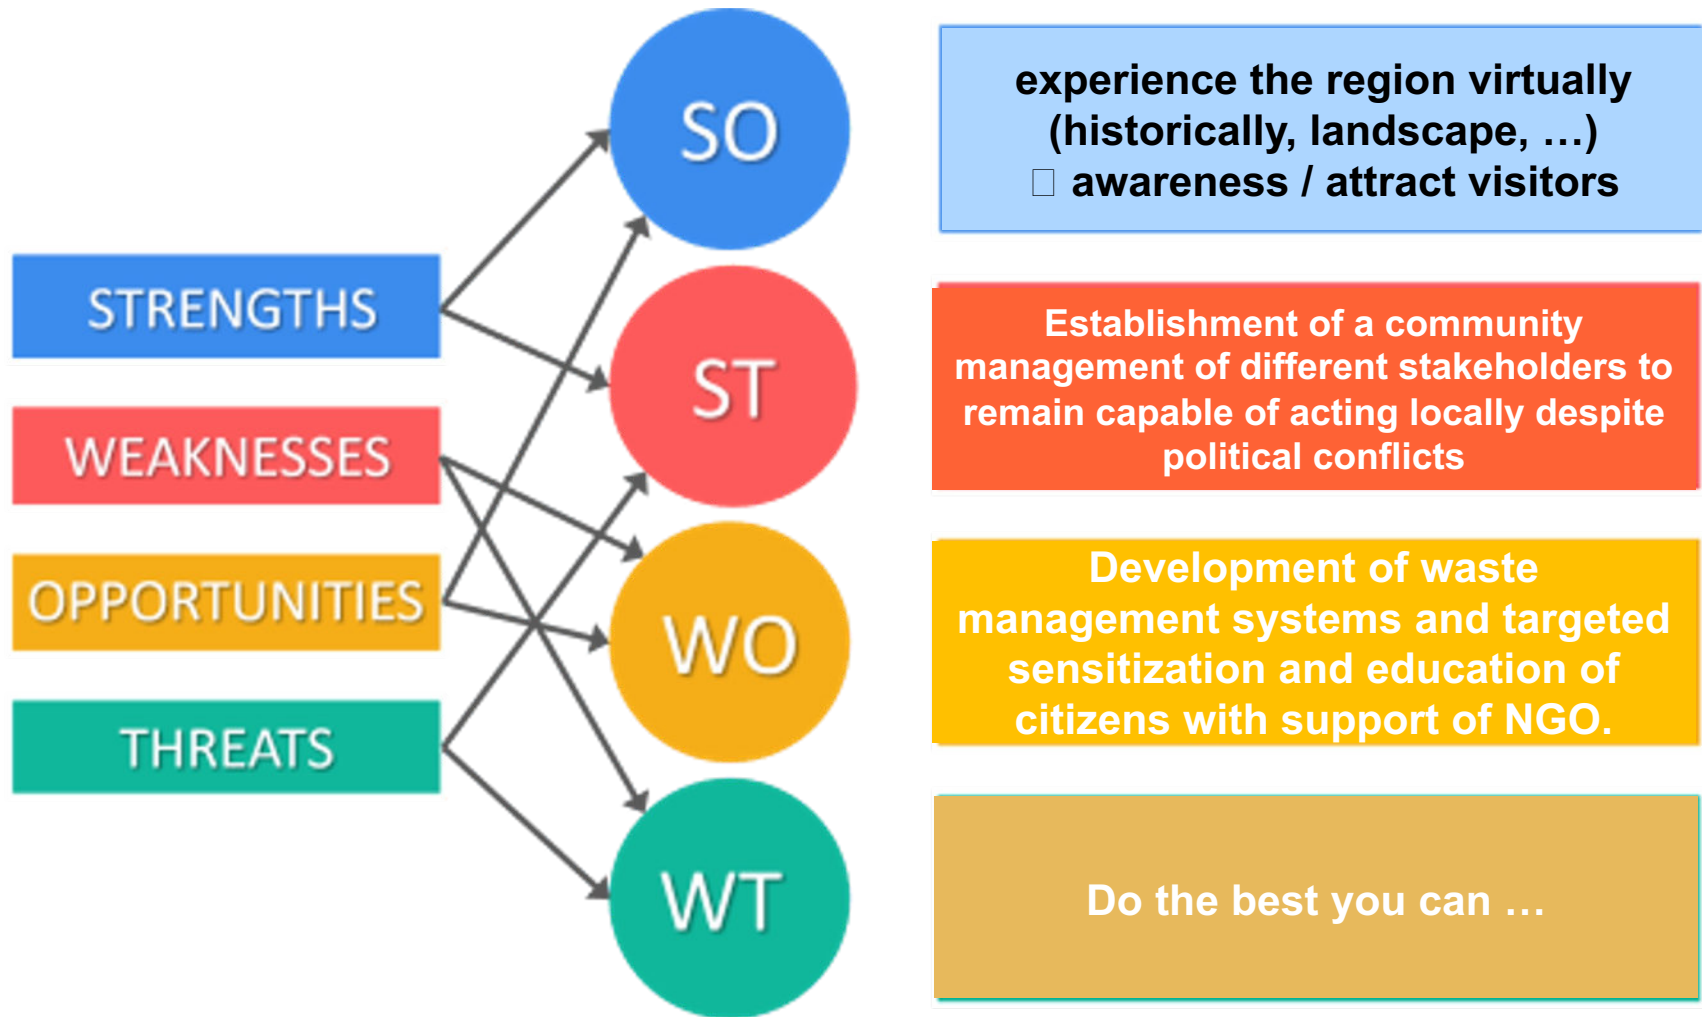 STRENGTHS
WEAKNESSES
OPPORTUNITIES
THREATS
SO
ST
WO
WT
experience the region virtually
(historically, landscape, …)
□ awareness / attract visitors
Establishment of a community
management of different stakeholders to
remain capable of acting locally despite
political conflicts
Development of waste
management systems and targeted
sensitization and education of
citizens with support of NGO.
Do the best you can …